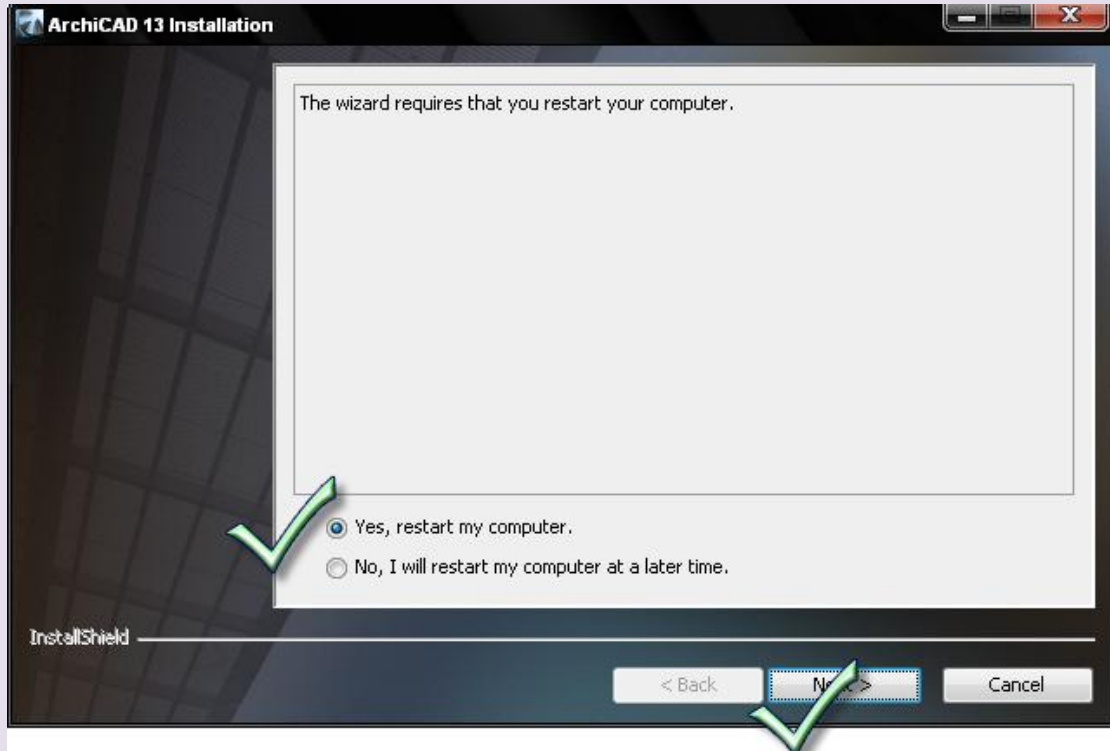 ArchiCAD 13 Installation
The wizard requires that you restart your computer.
Yes, restart my computer.
No, I will restart my computer at a later time.
InstallShield
< Back
Next >
Cancel